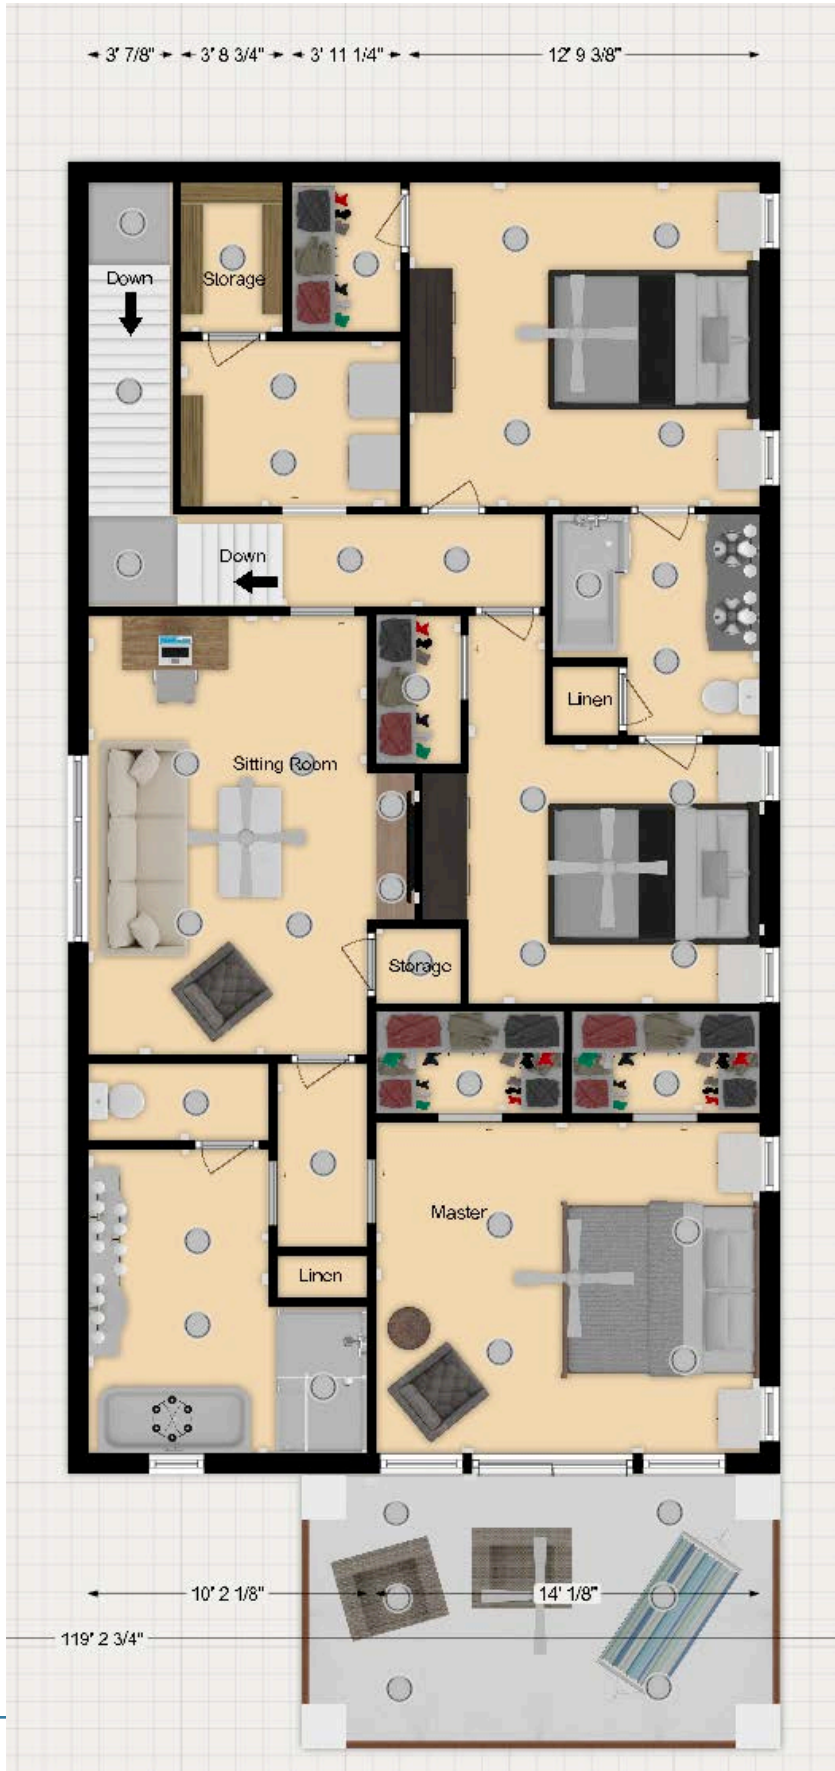 3' 7/8"
3' 8 3/4"
3' 11 1/4"
12' 9 3/8"
Down
Storage
Down
Linen
Sitting Room
Storage
Master
Linen
10' 2 1/8"
14' 1/8"
119' 2 3/4"